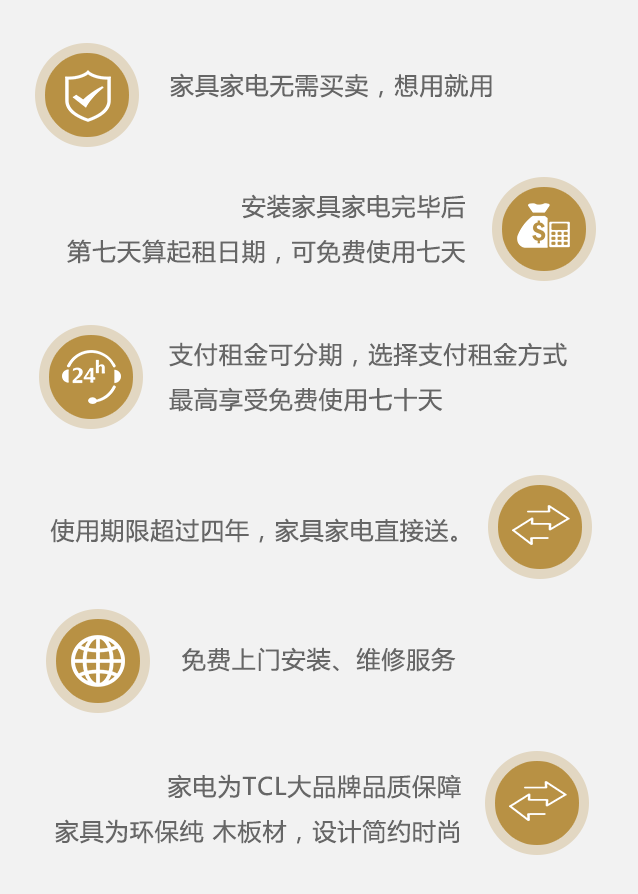 家具家电无需买卖，想用就用
安装家具家电完毕后
第七天算起租日期，可免费使用七天
24h
支付租金可分期，选择支付租金方式
最高享受免费使用七十天
使用期限超过四年，家具家电直接送。
免费上门安装、维修服务
家电为TCL大品牌品质保障
家具为环保纯 木板材，设计简约时尚